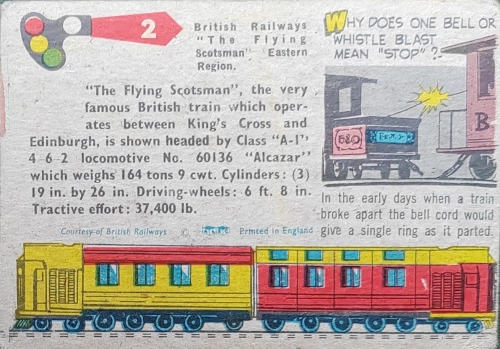 2
British Railways
"The Flying
Scotsman" Eastern
Region.
"The Flying Scotsman", the very
famous British train which oper-
ates between King's Cross and
Edinburgh, is shown headed by Class "A-1"
4-6-2 locomotive No. 60136 "Alcazar"
which weighs 164 tons 9 cwt. Cylinders: (3)
19 in. by 26 in. Driving-wheels: 6 ft. 8 in.
Tractive effort: 37,400 lb.
Courtesy of British Railways © A.&B.C. Printed in England
WHY DOES ONE BELL OR
WHISTLE BLAST
MEAN "STOP"?
B&O
B
In the early days when a train
broke apart the bell cord would
give a single ring as it parted.